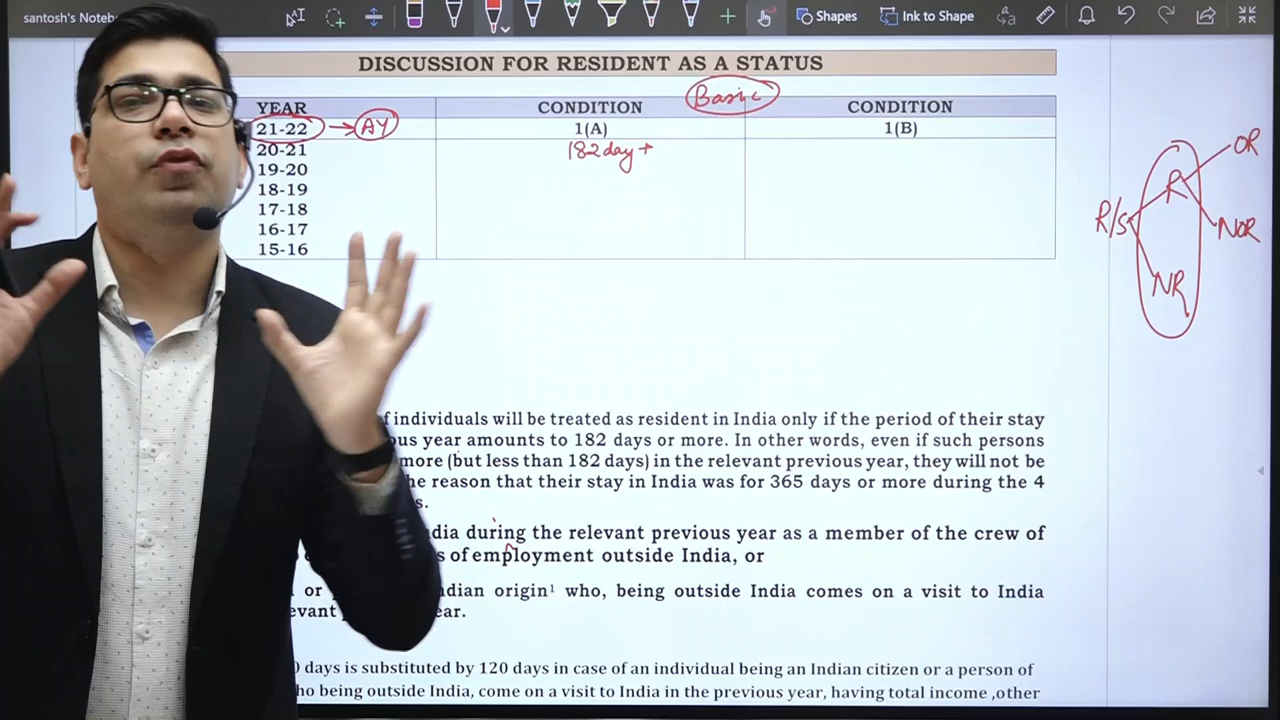 santosh's Noteb
Shapes
Ink to Shape
DISCUSSION FOR RESIDENT AS A STATUS
Basic
YEAR CONDITION CONDITION
21-22 → AY 1(A) 1(B)
20-21 182 day +
19-20
18-19
17-18
16-17
15-16
R/S
R
OR
NOR
NR
f individuals will be treated as resident in India only if the period of their stay
us year amounts to 182 days or more. In other words, even if such persons
more (but less than 182 days) in the relevant previous year, they will not be
he reason that their stay in India was for 365 days or more during the 4
s.
dia during the relevant previous year as a member of the crew of
s of employment outside India, or
or dian origin¹ who, being outside India comes on a visit to India
evant ear.
0 days is substituted by 120 days in case of an individual being an Indian citizen or a person of
ho being outside India, come on a visit to India in the previous year, having total income ,other